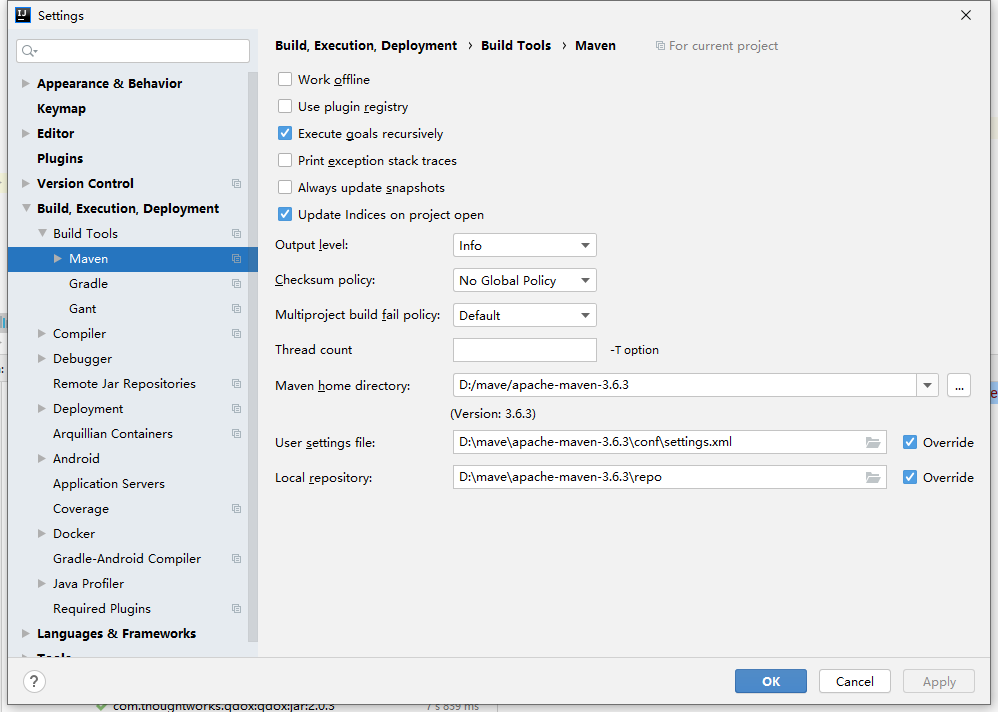 Settings
Build, Execution, Deployment › Build Tools › Maven For current project
Appearance & Behavior
Keymap
Editor
Plugins
Version Control
Build, Execution, Deployment
Build Tools
Maven
Gradle
Gant
Compiler
Debugger
Remote Jar Repositories
Deployment
Arquillian Containers
Android
Application Servers
Coverage
Docker
Gradle-Android Compiler
Java Profiler
Required Plugins
Languages & Frameworks
Tools
Work offline
Use plugin registry
Execute goals recursively
Print exception stack traces
Always update snapshots
Update Indices on project open
Output level: Info
Checksum policy: No Global Policy
Multiproject build fail policy: Default
Thread count -T option
Maven home directory: D:/mave/apache-maven-3.6.3 ...
(Version: 3.6.3)
User settings file: D:\mave\apache-maven-3.6.3\conf\settings.xml Override
Local repository: D:\mave\apache-maven-3.6.3\repo Override
? OK Cancel Apply
com.thoughtworks.qdox:qdox:jar:2.0.3 7 s 859 ms